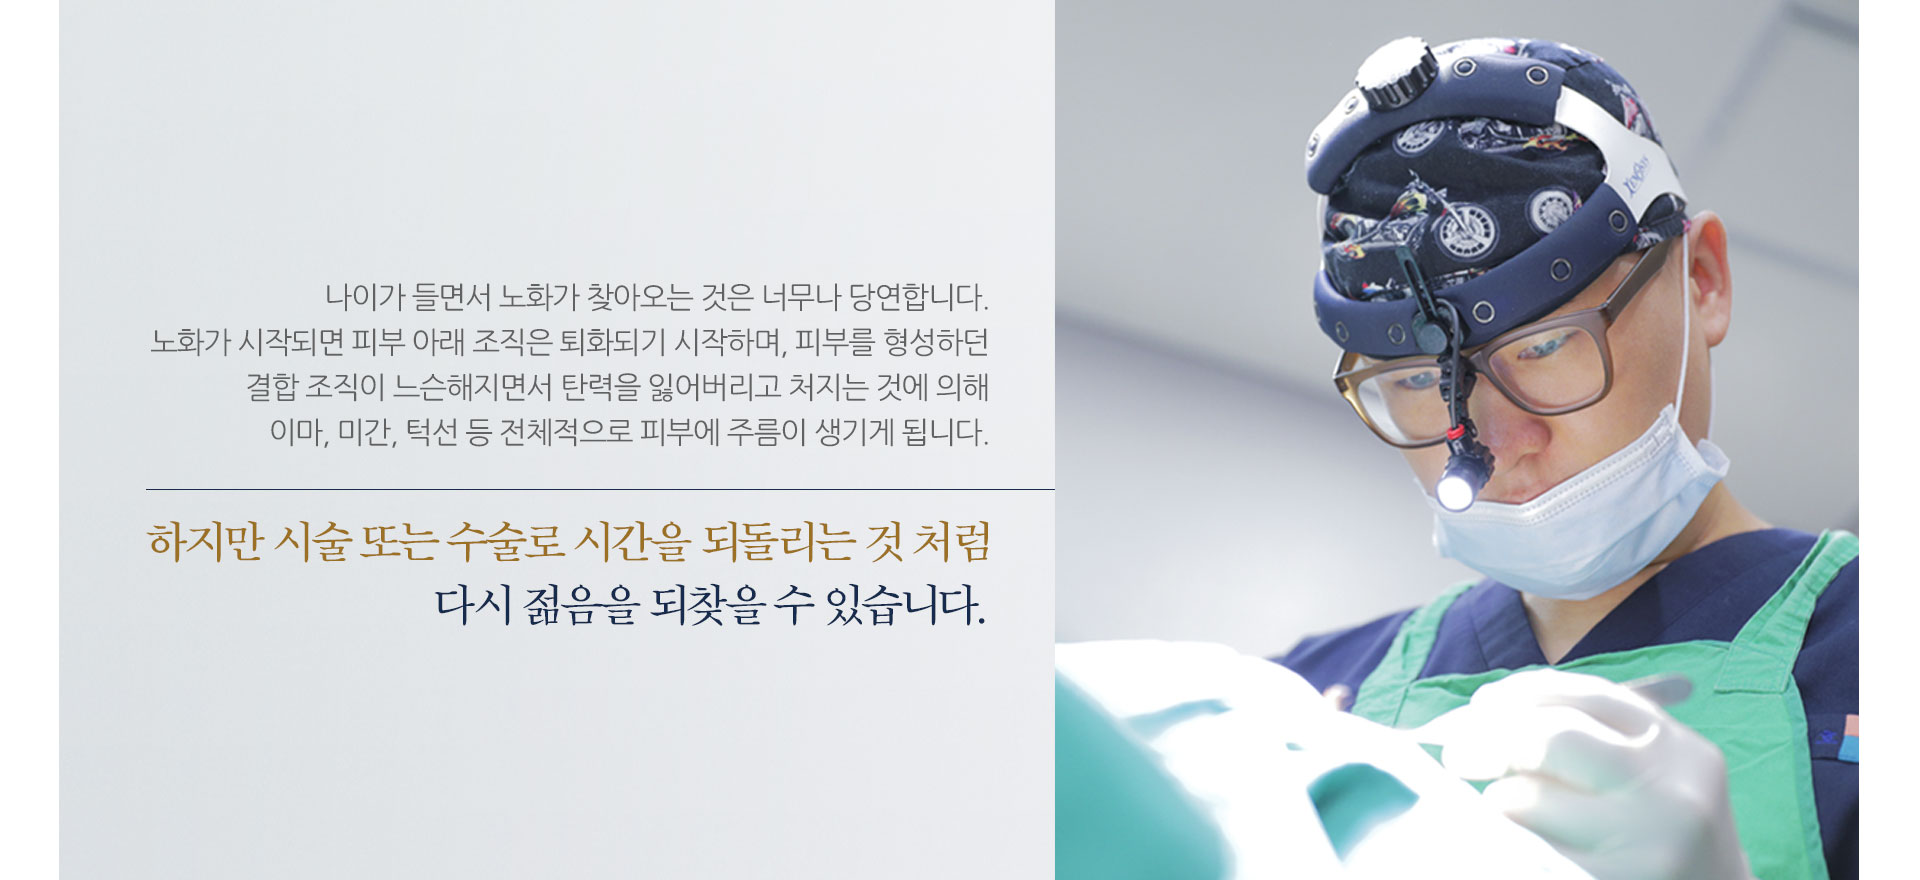 나이가 들면서 노화가 찾아오는 것은 너무나 당연합니다.
노화가 시작되면 피부 아래 조직은 퇴화되기 시작하며, 피부를 형성하던
결합 조직이 느슨해지면서 탄력을 잃어버리고 처지는 것에 의해
이마, 미간, 턱선 등 전체적으로 피부에 주름이 생기게 됩니다.
하지만 시술 또는 수술로 시간을 되돌리는 것 처럼
다시 젊음을 되찾을 수 있습니다.